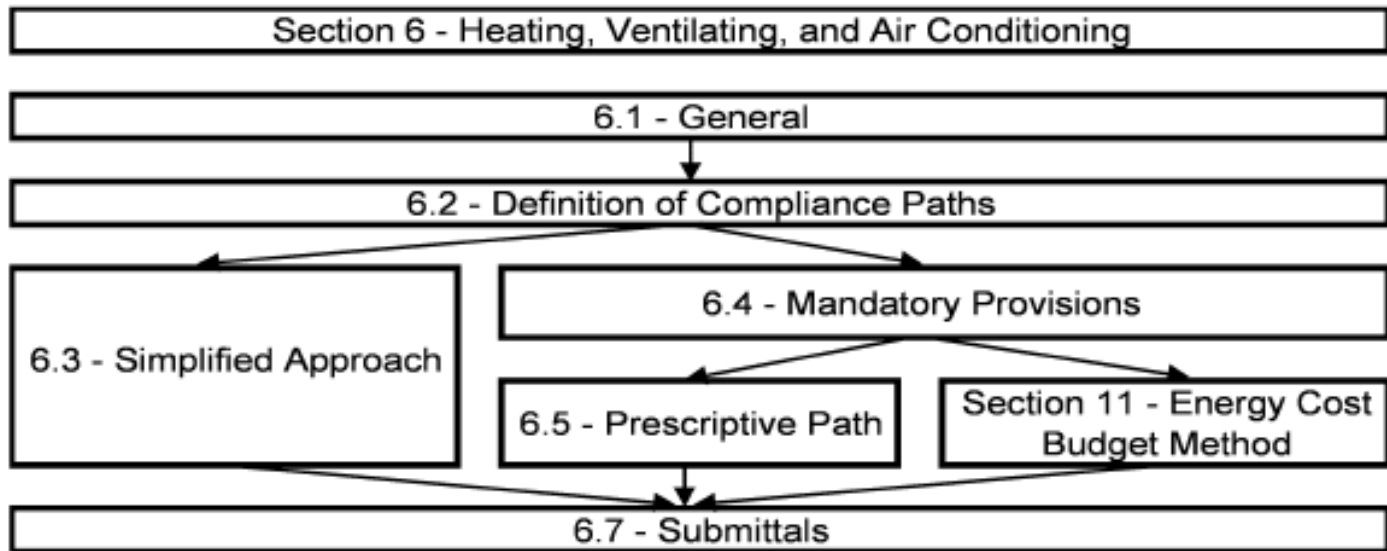 Section 6 - Heating, Ventilating, and Air Conditioning
6.1 - General
6.2 - Definition of Compliance Paths
6.3 - Simplified Approach
6.4 - Mandatory Provisions
6.5 - Prescriptive Path
Section 11 - Energy Cost
Budget Method
6.7 - Submittals